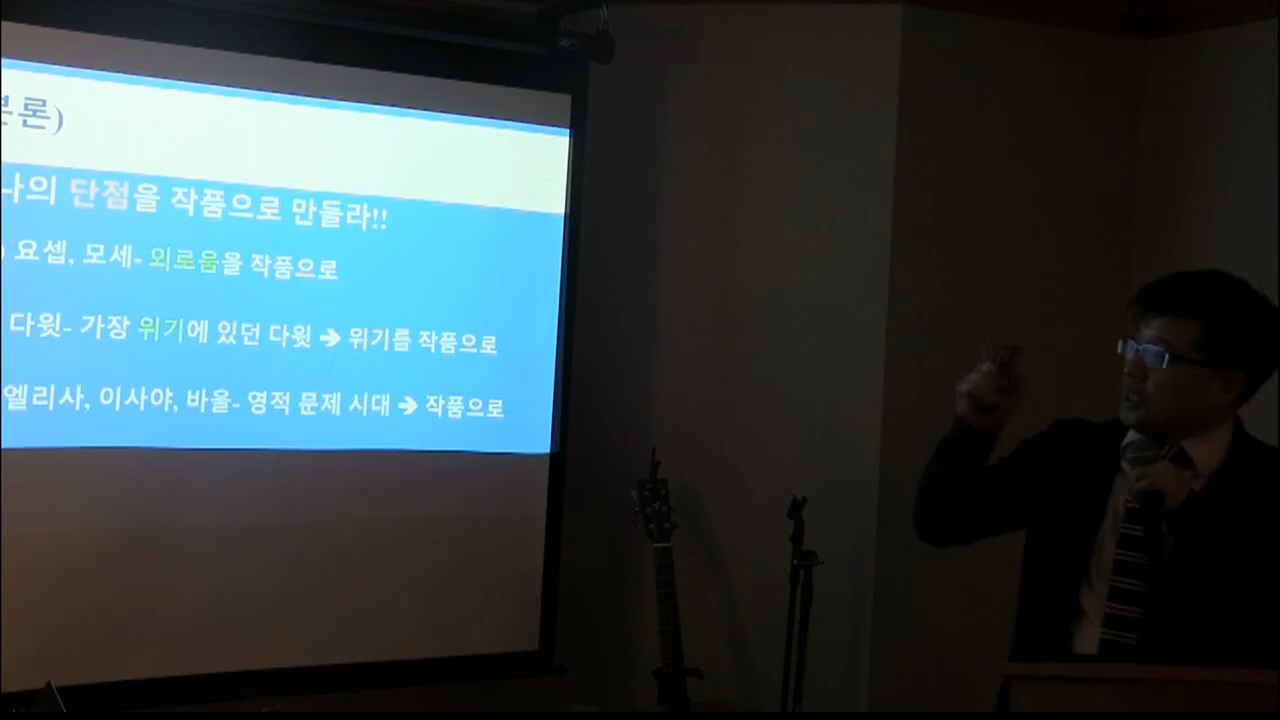 론)
나의 단점을 작품으로 만들라!!
) 요셉, 모세- 외로움을 작품으로
다윗- 가장 위기에 있던 다윗 ➔ 위기를 작품으로
엘리사, 이사야, 바울- 영적 문제 시대 ➔ 작품으로